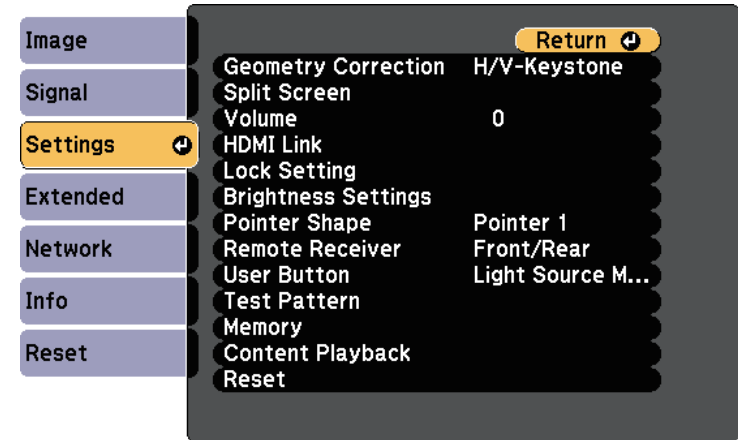 Image
Signal
Settings
Extended
Network
Info
Reset
Return
Geometry Correction H/V-Keystone
Split Screen
Volume 0
HDMI Link
Lock Setting
Brightness Settings
Pointer Shape Pointer 1
Remote Receiver Front/Rear
User Button Light Source M...
Test Pattern
Memory
Content Playback
Reset